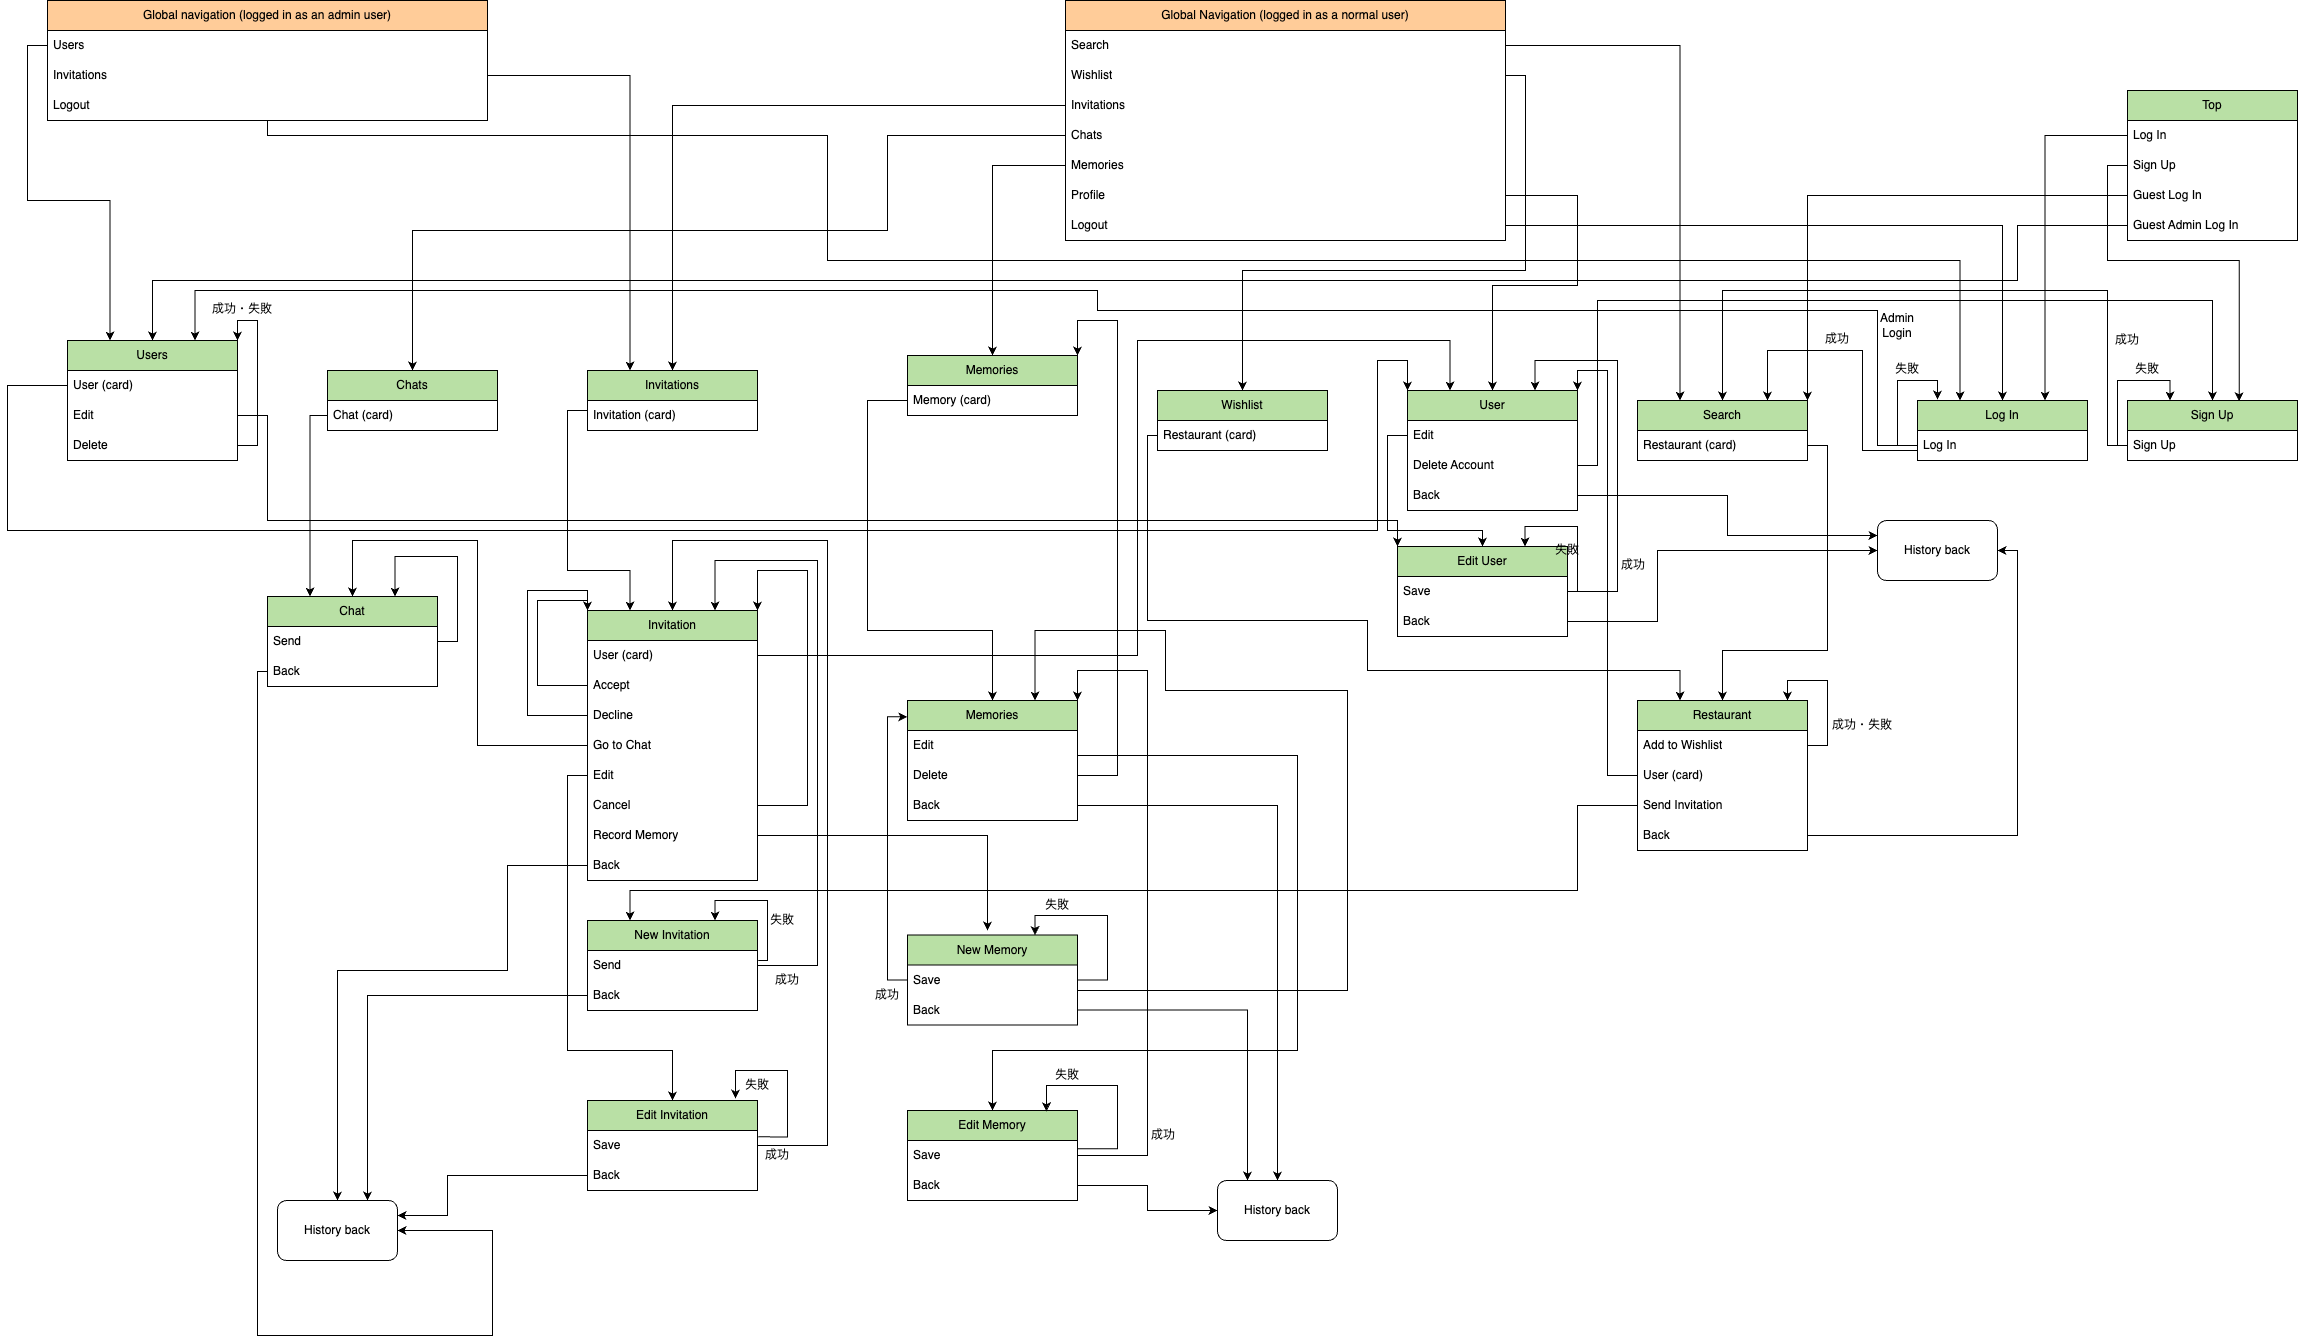 Global navigation (logged in as an admin user)
Users
Invitations
Logout
Global Navigation (logged in as a normal user)
Search
Wishlist
Invitations
Chats
Memories
Profile
Logout
Top
Log In
Sign Up
Guest Log In
Guest Admin Log In
成功・失敗
Users
User (card)
Edit
Delete
Chats
Chat (card)
Invitations
Invitation (card)
Memories
Memory (card)
Wishlist
Restaurant (card)
User
Edit
Delete Account
Back
Search
Restaurant (card)
成功
Admin
Login
失敗
Log In
Log In
成功
失敗
Sign Up
Sign Up
History back
失敗
成功
Edit User
Save
Back
Chat
Send
Back
Invitation
User (card)
Accept
Decline
Go to Chat
Edit
Cancel
Record Memory
Back
Memories
Edit
Delete
Back
Restaurant
Add to Wishlist
User (card)
Send Invitation
Back
成功・失敗
New Invitation
Send
Back
失敗
成功
失敗
New Memory
Save
Back
成功
Edit Invitation
Save
Back
失敗
成功
失敗
Edit Memory
Save
Back
成功
History back
History back